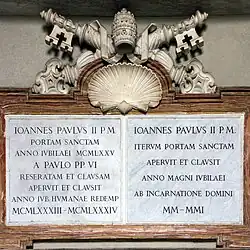 IOANNES PAVLVS II P.M.
PORTAM SANCTAM
ANNO IVBILAEI MCMLXXV
A PAVLO PP. VI
RESERATAM ET CLAVSAM
APERVIT ET CLAVSIT
ANNO IVB. HVMANAE REDEMP.
MCMLXXXIII–MCMLXXXIV
IOANNES PAVLVS II P.M.
ITERVM PORTAM SANCTAM
APERVIT ET CLAVSIT
ANNO MAGNI IVBILAEI
AB INCARNATIONE DOMINI
MM–MMI